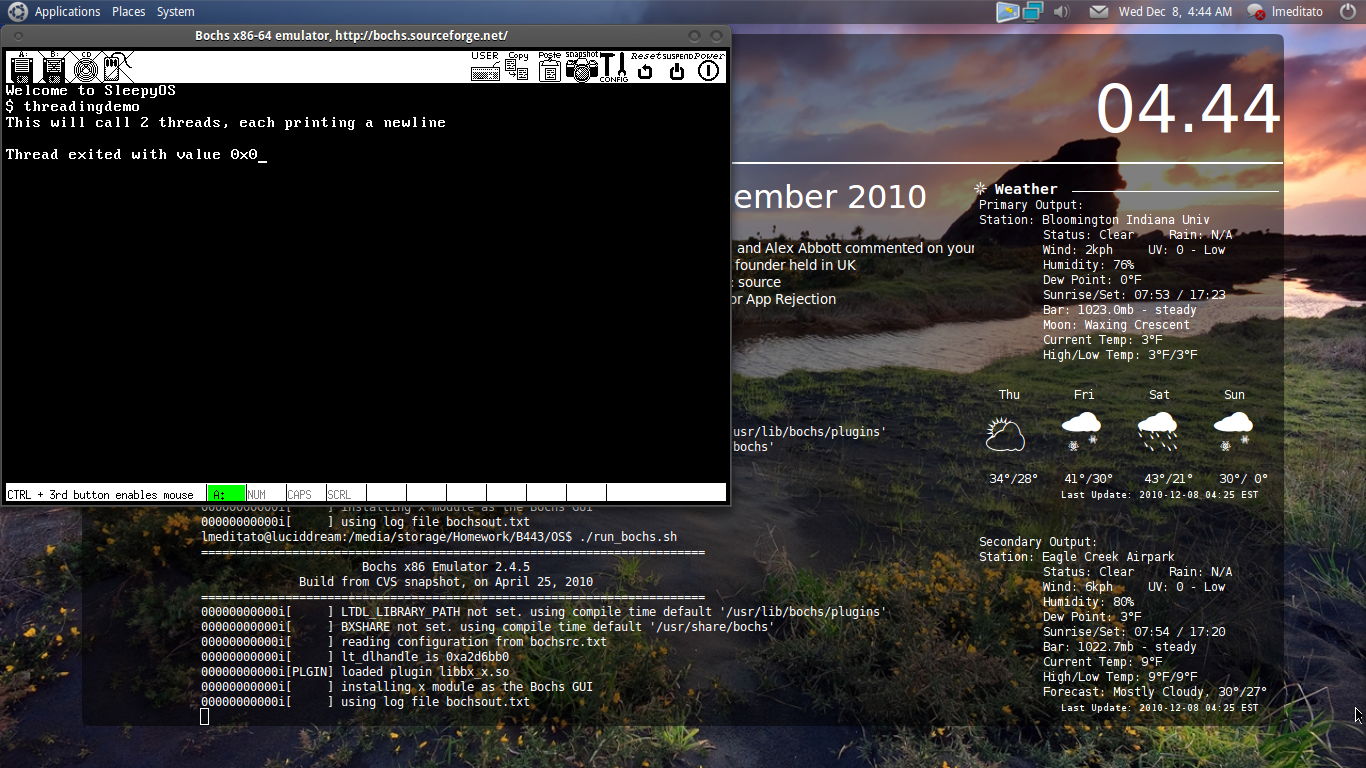 Applications Places System
Wed Dec 8, 4:44 AM lmeditato
Bochs x86-64 emulator, http://bochs.sourceforge.net/
A: B: CD
USER Copy Paste snapshot CONFIG Reset SUSPEND Power
Welcome to SleepyOS
$ threadingdemo
This will call 2 threads, each printing a newline
Thread exited with value 0x0_
CTRL + 3rd button enables mouse A: NUM CAPS SCRL
04.44
ember 2010
and Alex Abbott commented on your
founder held in UK
: source
or App Rejection
usr/lib/bochs/plugins'
bochs'
00000000000i[ ] installing x module as the Bochs GUI
00000000000i[ ] using log file bochsout.txt
lmeditato@luciddream:/media/storage/Homework/B443/OS$ ./run_bochs.sh
========================================================================
Bochs x86 Emulator 2.4.5
Build from CVS snapshot, on April 25, 2010
========================================================================
00000000000i[ ] LTDL_LIBRARY_PATH not set. using compile time default '/usr/lib/bochs/plugins'
00000000000i[ ] BXSHARE not set. using compile time default '/usr/share/bochs'
00000000000i[ ] reading configuration from bochsrc.txt
00000000000i[ ] lt_dlhandle is 0xa2d6bb0
00000000000i[PLGIN] loaded plugin libbx_x.so
00000000000i[ ] installing x module as the Bochs GUI
00000000000i[ ] using log file bochsout.txt
Weather
Primary Output:
Station: Bloomington Indiana Univ
Status: Clear Rain: N/A
Wind: 2kph UV: 0 - Low
Humidity: 76%
Dew Point: 0°F
Sunrise/Set: 07:53 / 17:23
Bar: 1023.0mb - steady
Moon: Waxing Crescent
Current Temp: 3°F
High/Low Temp: 3°F/3°F
Thu Fri Sat Sun
34°/28° 41°/30° 43°/21° 30°/ 0°
Last Update: 2010-12-08 04:25 EST
Secondary Output:
Station: Eagle Creek Airpark
Status: Clear Rain: N/A
Wind: 6kph UV: 0 - Low
Humidity: 80%
Dew Point: 3°F
Sunrise/Set: 07:54 / 17:20
Bar: 1022.7mb - steady
Current Temp: 9°F
High/Low Temp: 9°F/9°F
Forecast: Mostly Cloudy, 30°/27°
Last Update: 2010-12-08 04:25 EST